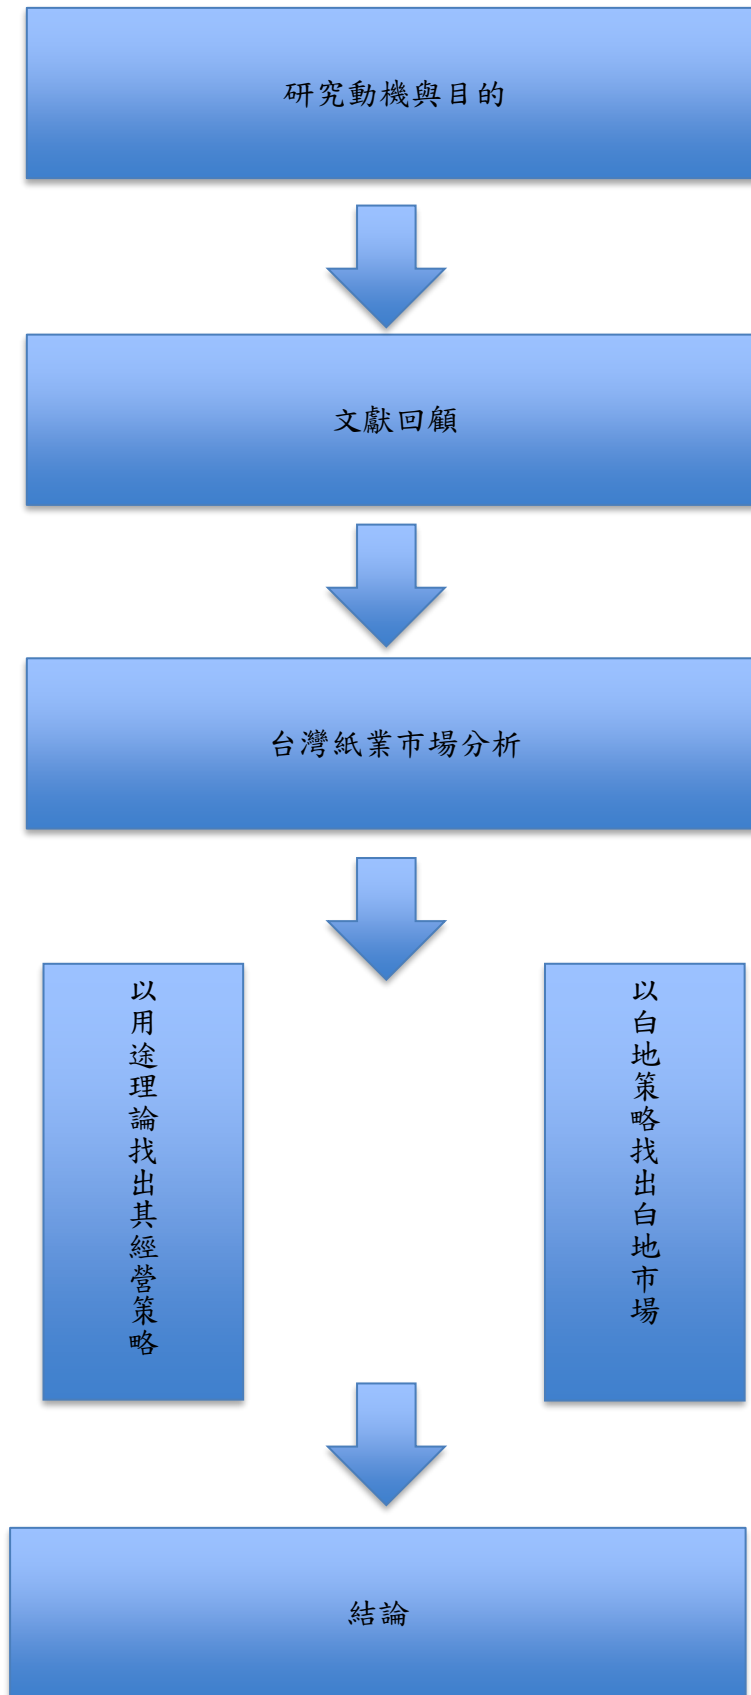 研究動機與目的
文獻回顧
台灣紙業市場分析
以用途理論找出其經營策略
以白地策略找出白地市場
結論